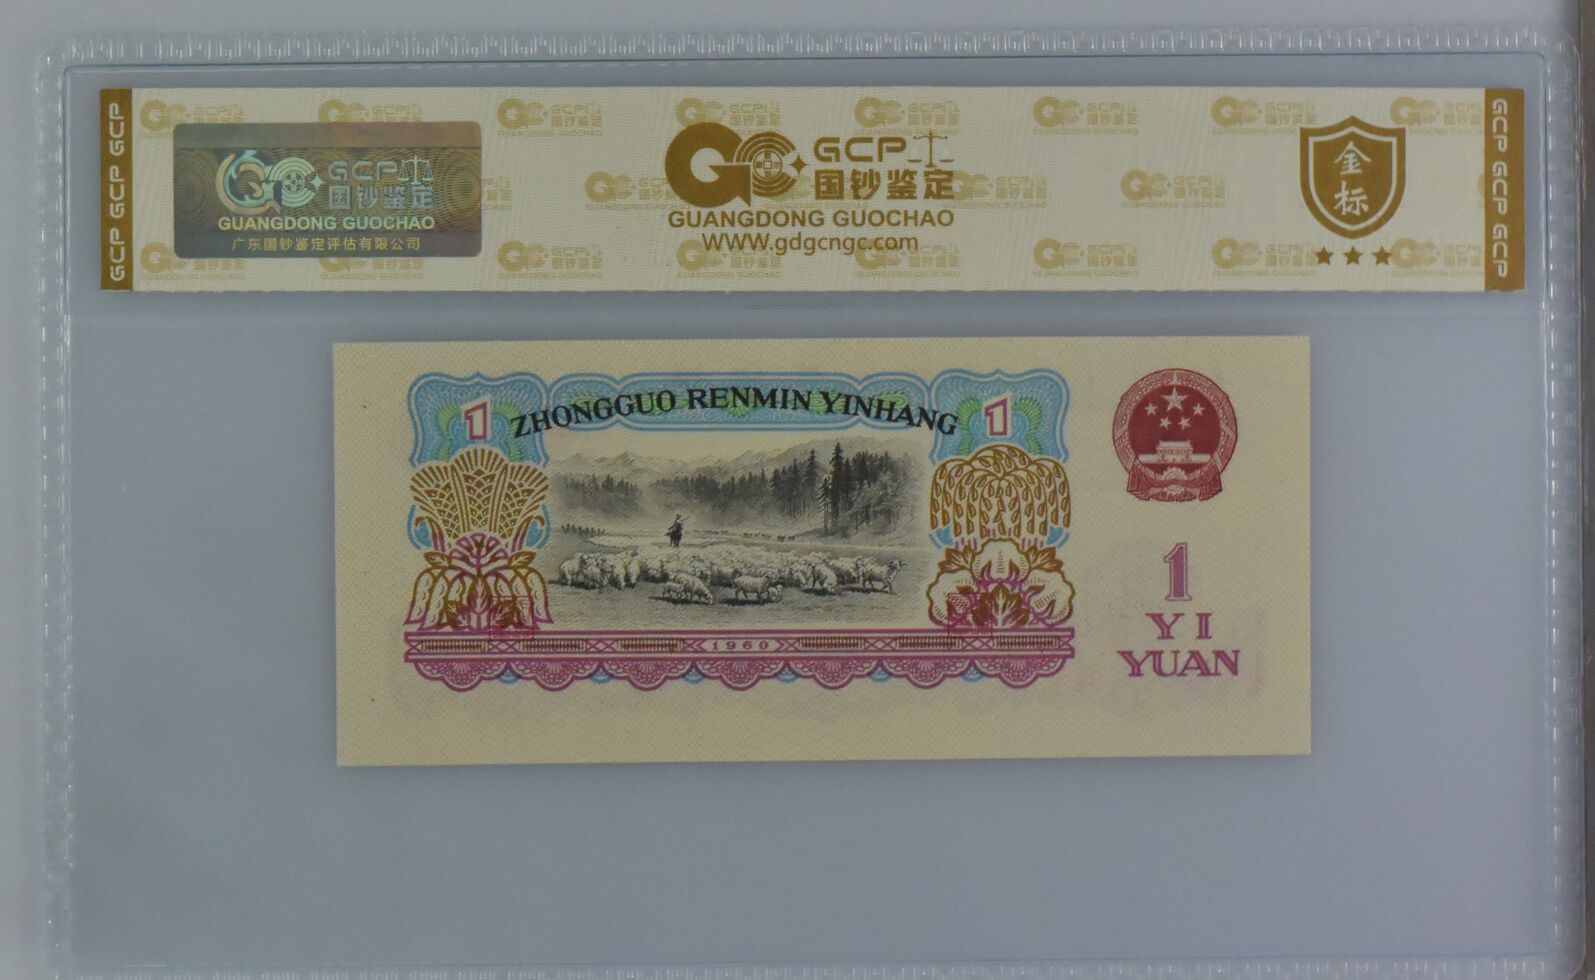 GCP GCP GCP
GCP
国钞鉴定
GUANGDONG GUOCHAO
广东国钞鉴定评估有限公司
GCP
国钞鉴定
GUANGDONG GUOCHAO
WWW.gdgcngc.com
金
标
GCP GCP GCP
ZHONGGUO RENMIN YINHANG
1
1
1960
1
YI
YUAN